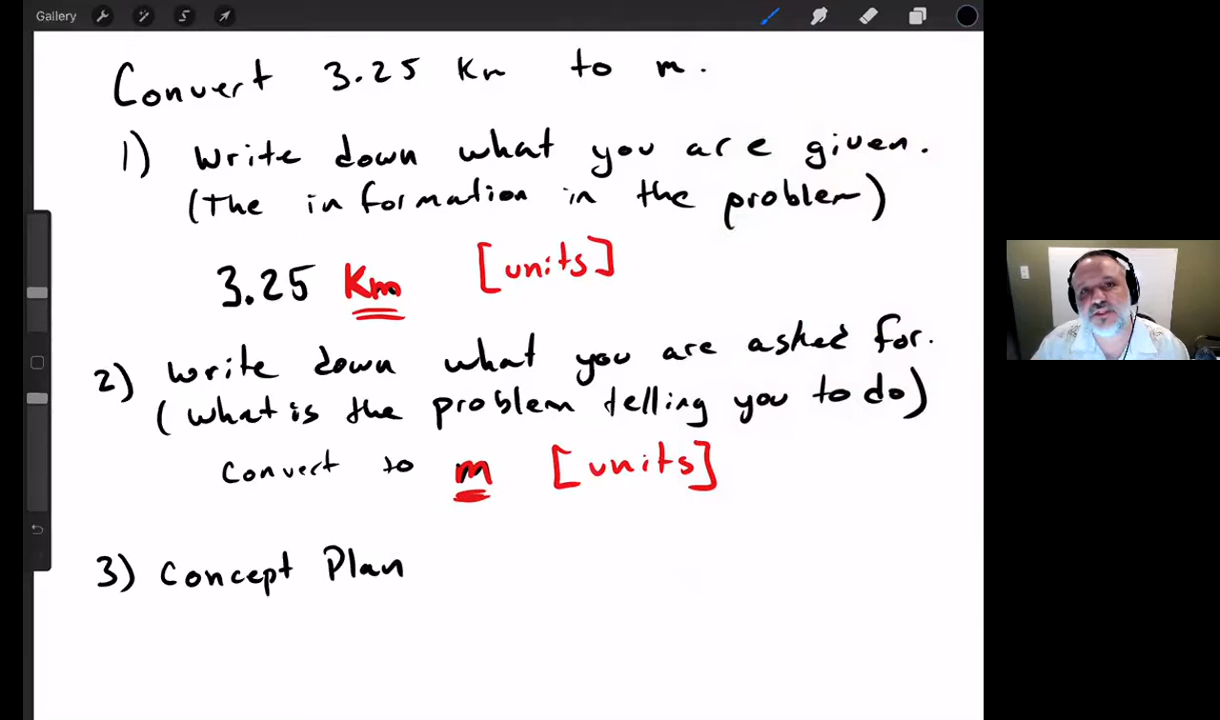 Gallery
Convert 3.25 Km to m.
1) Write down what you are given.
(The information in the problem)
3.25 Km [units]
2) Write down what you are asked for.
(What is the problem telling you to do)
Convert to m [units]
3) Concept Plan